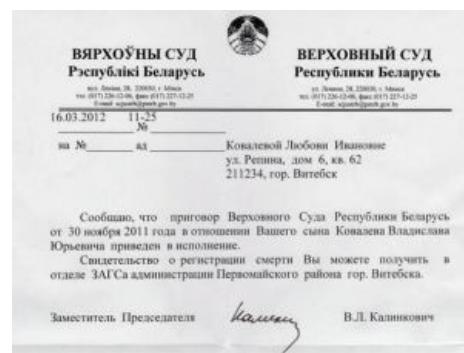 ВЯРХОЎНЫ СУД
Рэспублікі Беларусь
ВЕРХОВНЫЙ СУД
Республики Беларусь
16.03.2012 11-25
№
на № ад
Ковалевой Любови Ивановне
ул. Репина, дом 6, кв. 62
211234, гор. Витебск
Сообщаю, что приговор Верховного Суда Республики Беларусь
от 30 ноября 2011 года в отношении Вашего сына Ковалева Владислава
Юрьевича приведен в исполнение.
Свидетельство о регистрации смерти Вы можете получить в
отделе ЗАГСа администрации Первомайского района гор. Витебска.
Заместитель Председателя В.Л. Калинкович